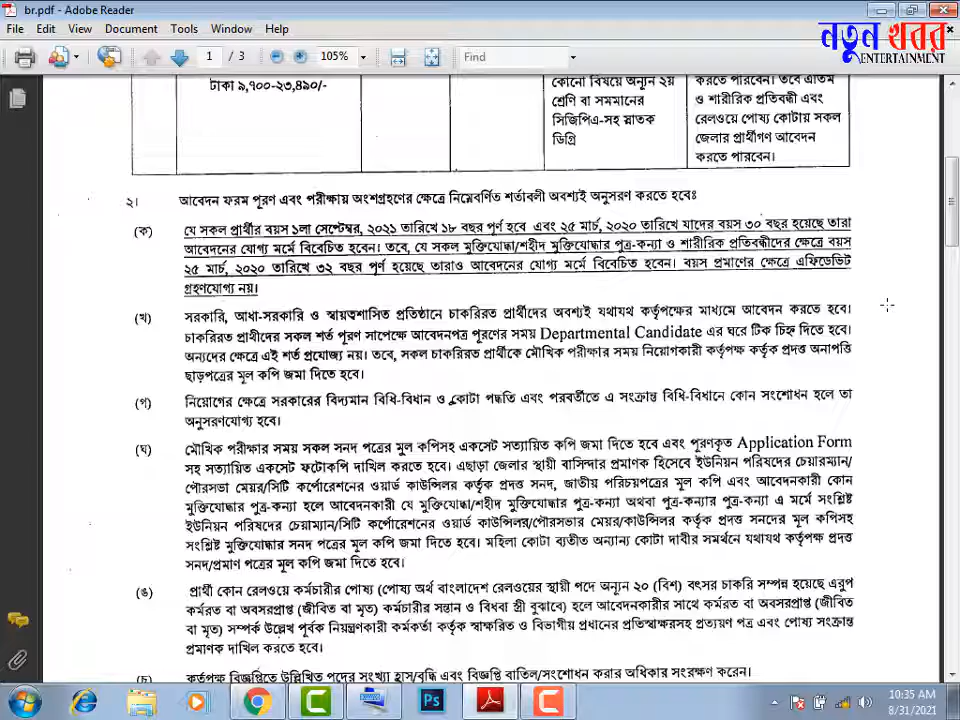 br.pdf - Adobe Reader
File Edit View Document Tools Window Help
নতুন খবর
ENTERTAINMENT
1 / 3 105% Find
টাকা ৯,৭০০-২৩,৪৯০/-
কোনো বিষয়ে অন্যূন ২য়
শ্রেণি বা সমমানের
সিজিপিএ-সহ স্নাতক
ডিগ্রি
করতে পারবেন। তবে এতিম
ও শারীরিক প্রতিবন্ধী এবং
রেলওয়ে পোষ্য কোটায় সকল
জেলার প্রার্থীগণ আবেদন
করতে পারবেন।
২। আবেদন ফরম পূরণ এবং পরীক্ষায় অংশগ্রহণের ক্ষেত্রে নিম্নেবর্ণিত শর্তাবলী অবশ্যই অনুসরণ করতে হবেঃ
(ক) যে সকল প্রার্থীর বয়স ১লা সেপ্টেম্বর, ২০২১ তারিখে ১৮ বছর পূর্ণ হবে এবং ২৫ মার্চ, ২০২০ তারিখে যাদের বয়স ৩০ বছর হয়েছে তারা
আবেদনের যোগ্য মর্মে বিবেচিত হবেন। তবে, যে সকল মুক্তিযোদ্ধা/শহীদ মুক্তিযোদ্ধার পুত্র-কন্যা ও শারীরিক প্রতিবন্ধীদের ক্ষেত্রে বয়স
২৫ মার্চ, ২০২০ তারিখে ৩২ বছর পূর্ণ হয়েছে তারাও আবেদনের যোগ্য মর্মে বিবেচিত হবেন। বয়স প্রমাণের ক্ষেত্রে এফিডেভিট
গ্রহণযোগ্য নয়।
(খ) সরকারি, আধা-সরকারি ও স্বায়ত্বশাসিত প্রতিষ্ঠানে চাকরিরত প্রার্থীদের অবশ্যই যথাযথ কর্তৃপক্ষের মাধ্যমে আবেদন করতে হবে।
চাকরিরত প্রার্থীদের সকল শর্ত পূরণ সাপেক্ষে আবেদনপত্র পূরণের সময় Departmental Candidate এর ঘরে টিক চিহ্ন দিতে হবে।
অন্যদের ক্ষেত্রে এই শর্ত প্রযোজ্য নয়। তবে, সকল চাকরিরত প্রার্থীকে মৌখিক পরীক্ষার সময় নিয়োগকারী কর্তৃপক্ষ কর্তৃক প্রদত্ত অনাপত্তি
ছাড়পত্রের মূল কপি জমা দিতে হবে।
(গ) নিয়োগের ক্ষেত্রে সরকারের বিদ্যমান বিধি-বিধান ও কোটা পদ্ধতি এবং পরবর্তীতে এ সংক্রান্ত বিধি-বিধানে কোন সংশোধন হলে তা
অনুসরণযোগ্য হবে।
(ঘ) মৌখিক পরীক্ষার সময় সকল সনদ পত্রের মূল কপিসহ একসেট সত্যায়িত কপি জমা দিতে হবে এবং পূরণকৃত Application Form
সহ সত্যায়িত একসেট ফটোকপি দাখিল করতে হবে। এছাড়া জেলার স্থায়ী বাসিন্দার প্রমাণক হিসেবে ইউনিয়ন পরিষদের চেয়ারম্যান/
পৌরসভা মেয়র/সিটি কর্পোরেশনের ওয়ার্ড কাউন্সিলর কর্তৃক প্রদত্ত সনদ, জাতীয় পরিচয়পত্রের মূল কপি এবং আবেদনকারী কোন
মুক্তিযোদ্ধার পুত্র-কন্যা হলে আবেদনকারী যে মুক্তিযোদ্ধা/শহীদ মুক্তিযোদ্ধার পুত্র-কন্যা অথবা পুত্র-কন্যার পুত্র-কন্যা এ মর্মে সংশ্লিষ্ট
ইউনিয়ন পরিষদের চেয়ারম্যান/সিটি কর্পোরেশনের ওয়ার্ড কাউন্সিলর/পৌরসভার মেয়র/কাউন্সিলর কর্তৃক প্রদত্ত সনদের মূল কপিসহ
সংশ্লিষ্ট মুক্তিযোদ্ধার সনদ পত্রের মূল কপি জমা দিতে হবে। মহিলা কোটা ব্যতীত অন্যান্য কোটা দাবীর সমর্থনে যথাযথ কর্তৃপক্ষ প্রদত্ত
সনদ/প্রমাণ পত্রের মূল কপি জমা দিতে হবে।
(ঙ) প্রার্থী কোন রেলওয়ে কর্মচারীর পোষ্য (পোষ্য অর্থ বাংলাদেশ রেলওয়ের স্থায়ী পদে অন্যূন ২০ (বিশ) বৎসর চাকরি সম্পন্ন হয়েছে এরুপ
কর্মরত বা অবসরপ্রাপ্ত (জীবিত বা মৃত) কর্মচারীর সন্তান ও বিধবা স্ত্রী বুঝাবে) হলে আবেদনকারীর সাথে কর্মরত বা অবসরপ্রাপ্ত (জীবিত
বা মৃত) সম্পর্ক উল্লেখ পূর্বক নিয়ন্ত্রণকারী কর্মকর্তা কর্তৃক স্বাক্ষরিত ও বিভাগীয় প্রধানের প্রতিস্বাক্ষরসহ প্রত্যয়ণ পত্র এবং পোষ্য সংক্রান্ত
প্রমাণক দাখিল করতে হবে।
(চ) কর্তৃপক্ষ বিজ্ঞপ্তিতে উল্লিখিত পদের সংখ্যা হ্রাস/বৃদ্ধি এবং বিজ্ঞপ্তি বাতিল/সংশোধন করার অধিকার সংরক্ষণ করেন।
10:35 AM
8/31/2021